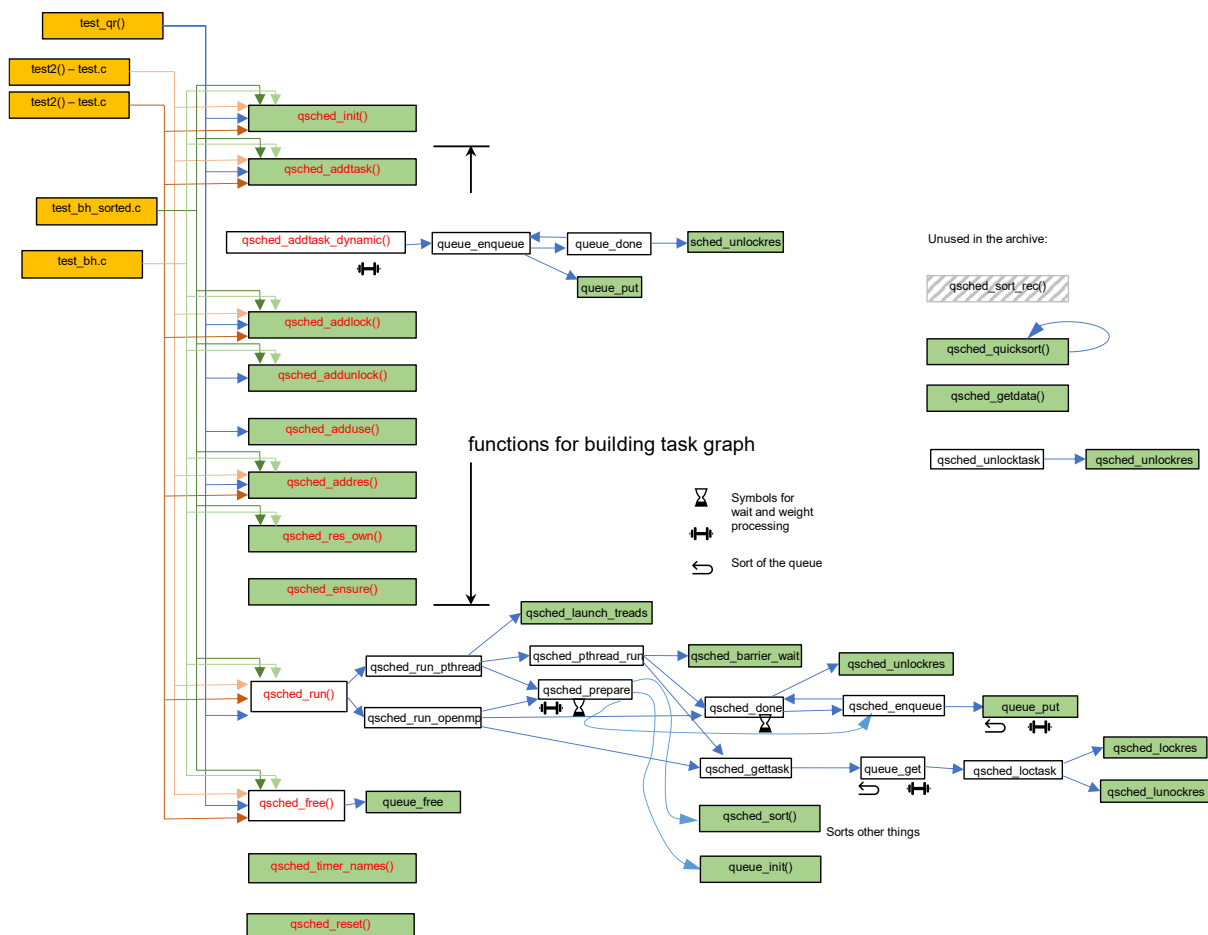 test_qr()
test2() – test.c
test2() – test.c
qsched_init()
qsched_addtask()
test_bh_sorted.c
test_bh.c
qsched_addtask_dynamic()
queue_enqueue
queue_done
sched_unlockres
queue_put
Unused in the archive:
qsched_sort_rec()
qsched_quicksort()
qsched_getdata()
qsched_unlocktask
qsched_unlockres
qsched_addlock()
qsched_addunlock()
qsched_adduse()
functions for building task graph
qsched_addres()
qsched_res_own()
qsched_ensure()
Symbols for
wait and weight
processing
Sort of the queue
qsched_launch_treads
qsched_run_pthread
qsched_pthread_run
qsched_barrier_wait
qsched_unlockres
qsched_run()
qsched_prepare
qsched_run_openmp
qsched_done
qsched_enqueue
queue_put
qsched_gettask
queue_get
qsched_loctask
qsched_lockres
qsched_lunockres
qsched_free()
queue_free
qsched_sort()
Sorts other things
queue_init()
qsched_timer_names()
qsched_reset()